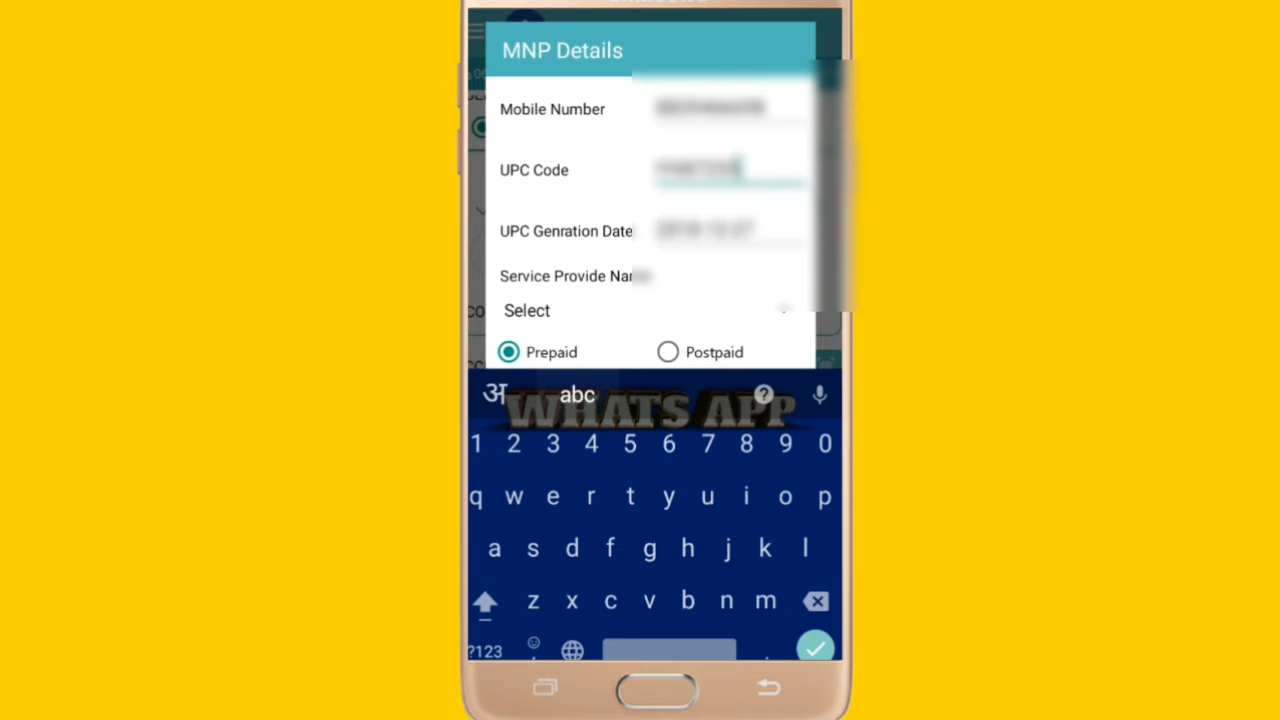 MNP Details
Mobile Number
UPC Code
UPC Genration Date
Service Provide Na
Select
Prepaid
Postpaid
अ
abc
WHATS APP
1 2 3 4 5 6 7 8 9 0
q w e r t y u i o p
a s d f g h j k l
z x c v b n m
?123